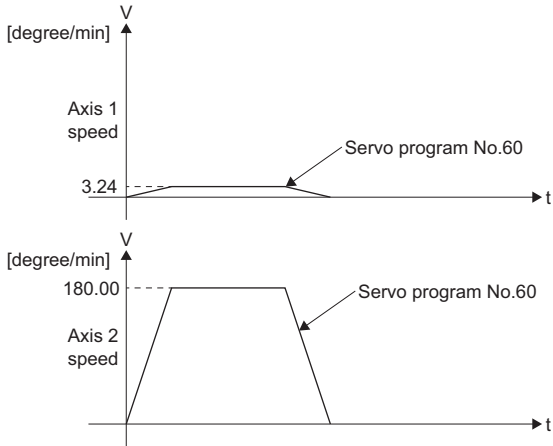 V
[degree/min]
Axis 1
speed
Servo program No.60
3.24
t
V
[degree/min]
180.00
Servo program No.60
Axis 2
speed
t